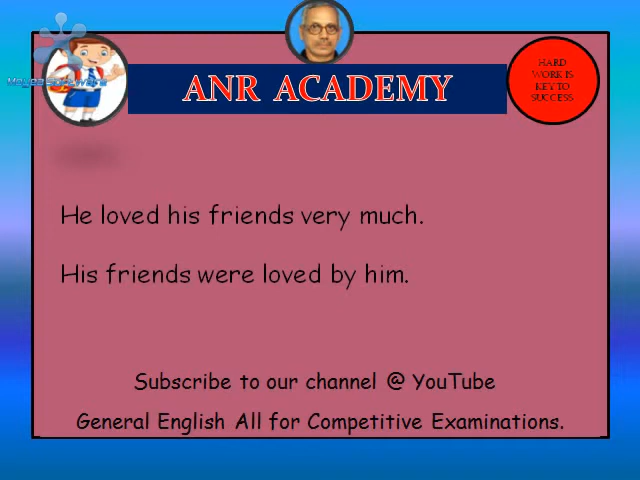 ANR ACADEMY
HARD
WORK IS
KEY TO
SUCCESS
He loved his friends very much.
His friends were loved by him.
Subscribe to our channel @ YouTube
General English All for Competitive Examinations.